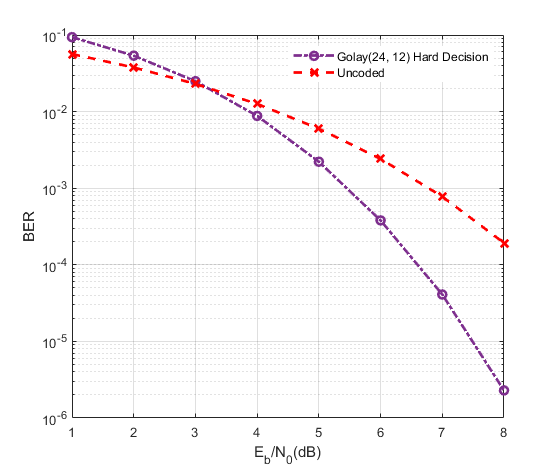 10^-1
10^-2
10^-3
10^-4
10^-5
10^-6
BER
Golay(24, 12) Hard Decision
Uncoded
1 2 3 4 5 6 7 8
E_b/N_0(dB)